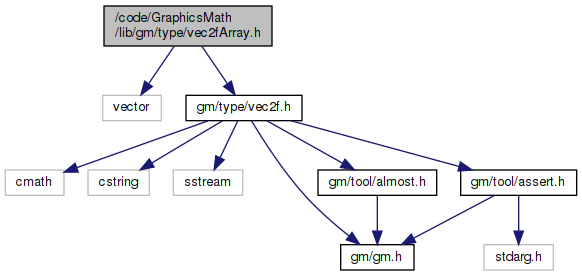 /code/GraphicsMath
/lib/gm/type/vec2fArray.h
vector
gm/type/vec2f.h
cmath
cstring
sstream
gm/tool/almost.h
gm/tool/assert.h
gm/gm.h
stdarg.h